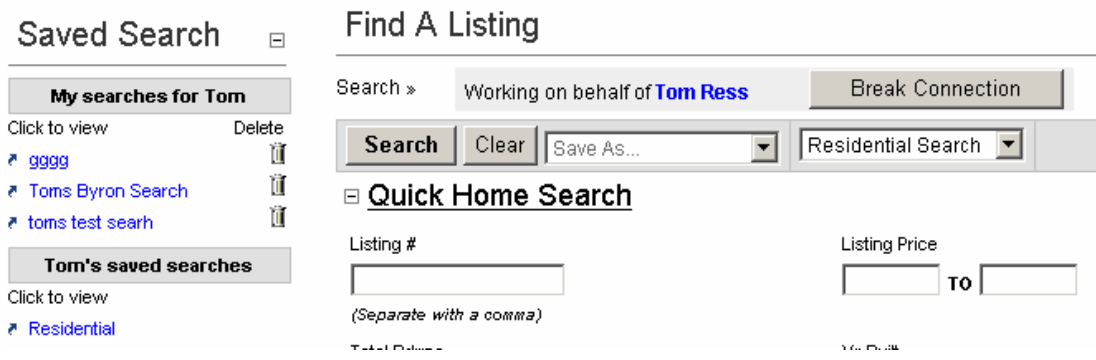 Saved Search
My searches for Tom
Click to view Delete
gggg
Toms Byron Search
toms test searh
Tom's saved searches
Click to view
Residential
Find A Listing
Search » Working on behalf of Tom Ress Break Connection
Search Clear Save As... Residential Search
Quick Home Search
Listing # Listing Price
TO
(Separate with a comma)